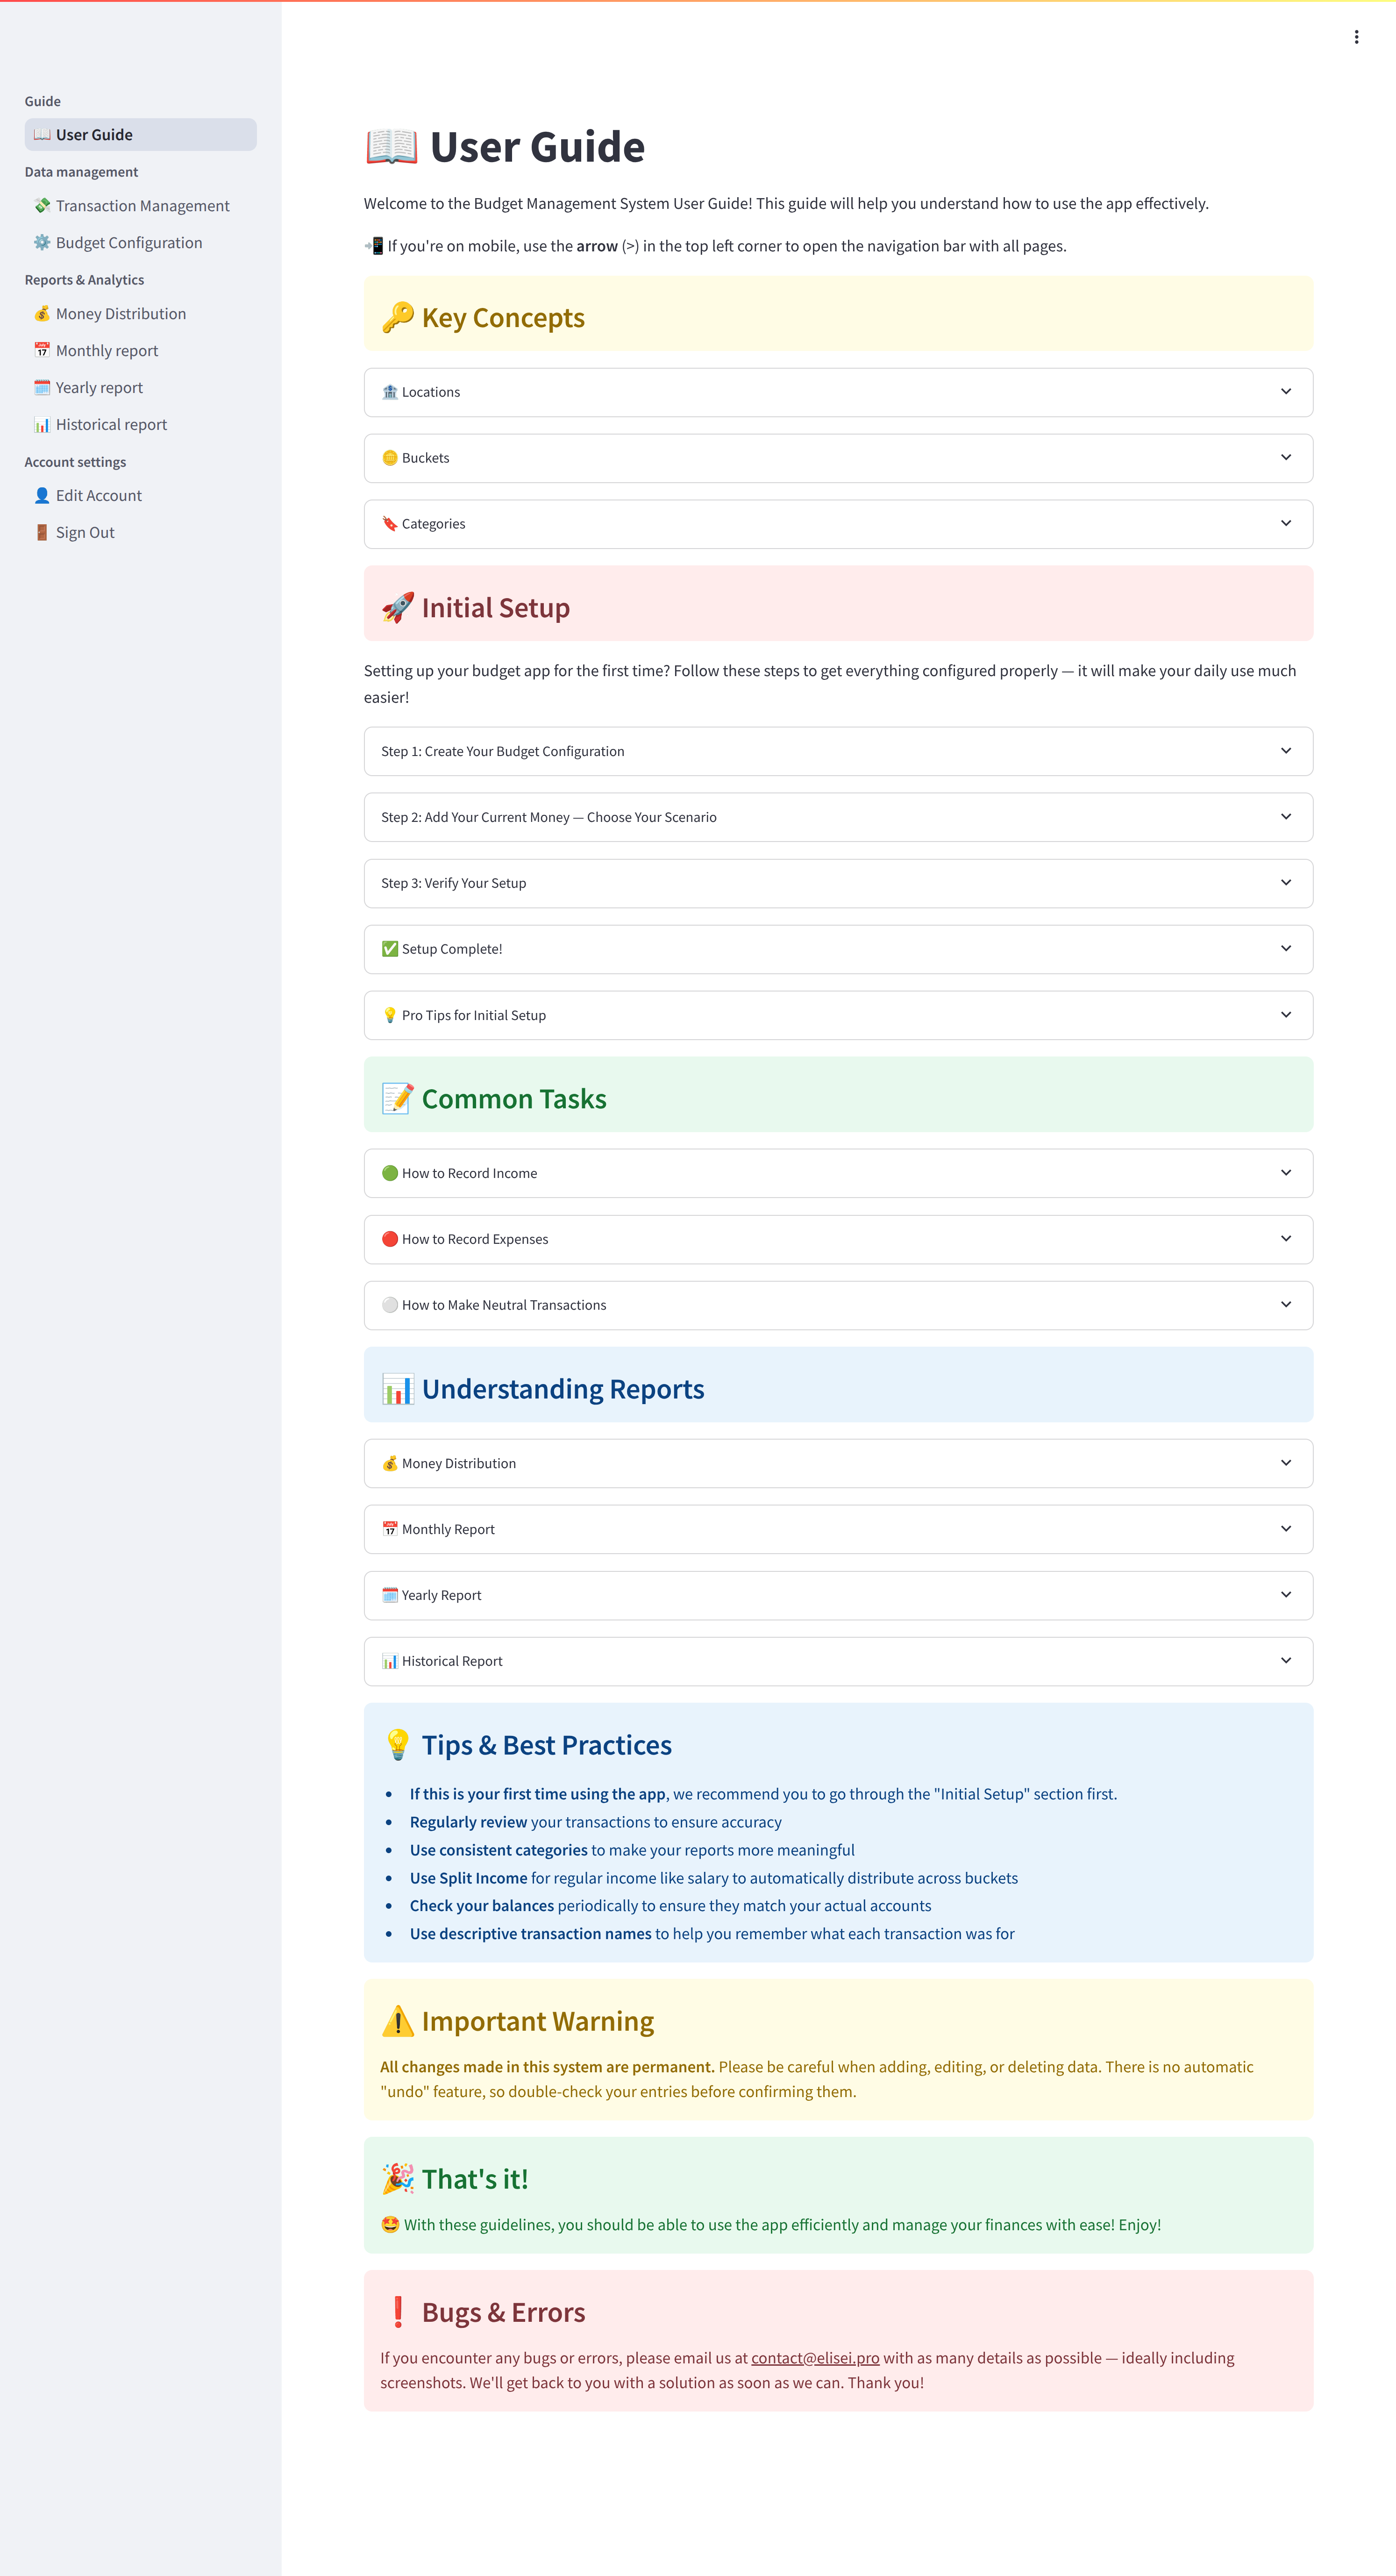 Guide
📖 User Guide
Data management
💸 Transaction Management
⚙️ Budget Configuration
Reports & Analytics
💰 Money Distribution
📅 Monthly report
🗓️ Yearly report
📊 Historical report
Account settings
👤 Edit Account
🚪 Sign Out
📖 User Guide
Welcome to the Budget Management System User Guide! This guide will help you understand how to use the app effectively.
📲 If you're on mobile, use the arrow (>) in the top left corner to open the navigation bar with all pages.
🔑 Key Concepts
🏦 Locations
🪙 Buckets
🔖 Categories
🚀 Initial Setup
Setting up your budget app for the first time? Follow these steps to get everything configured properly — it will make your daily use much
easier!
Step 1: Create Your Budget Configuration
Step 2: Add Your Current Money — Choose Your Scenario
Step 3: Verify Your Setup
✅ Setup Complete!
💡 Pro Tips for Initial Setup
📝 Common Tasks
🟢 How to Record Income
🔴 How to Record Expenses
⚪ How to Make Neutral Transactions
📊 Understanding Reports
💰 Money Distribution
📅 Monthly Report
🗓️ Yearly Report
📊 Historical Report
💡 Tips & Best Practices
• If this is your first time using the app, we recommend you to go through the "Initial Setup" section first.
• Regularly review your transactions to ensure accuracy
• Use consistent categories to make your reports more meaningful
• Use Split Income for regular income like salary to automatically distribute across buckets
• Check your balances periodically to ensure they match your actual accounts
• Use descriptive transaction names to help you remember what each transaction was for
⚠️ Important Warning
All changes made in this system are permanent. Please be careful when adding, editing, or deleting data. There is no automatic
"undo" feature, so double-check your entries before confirming them.
🎉 That's it!
🤩 With these guidelines, you should be able to use the app efficiently and manage your finances with ease! Enjoy!
❗ Bugs & Errors
If you encounter any bugs or errors, please email us at contact@elisei.pro with as many details as possible — ideally including
screenshots. We'll get back to you with a solution as soon as we can. Thank you!